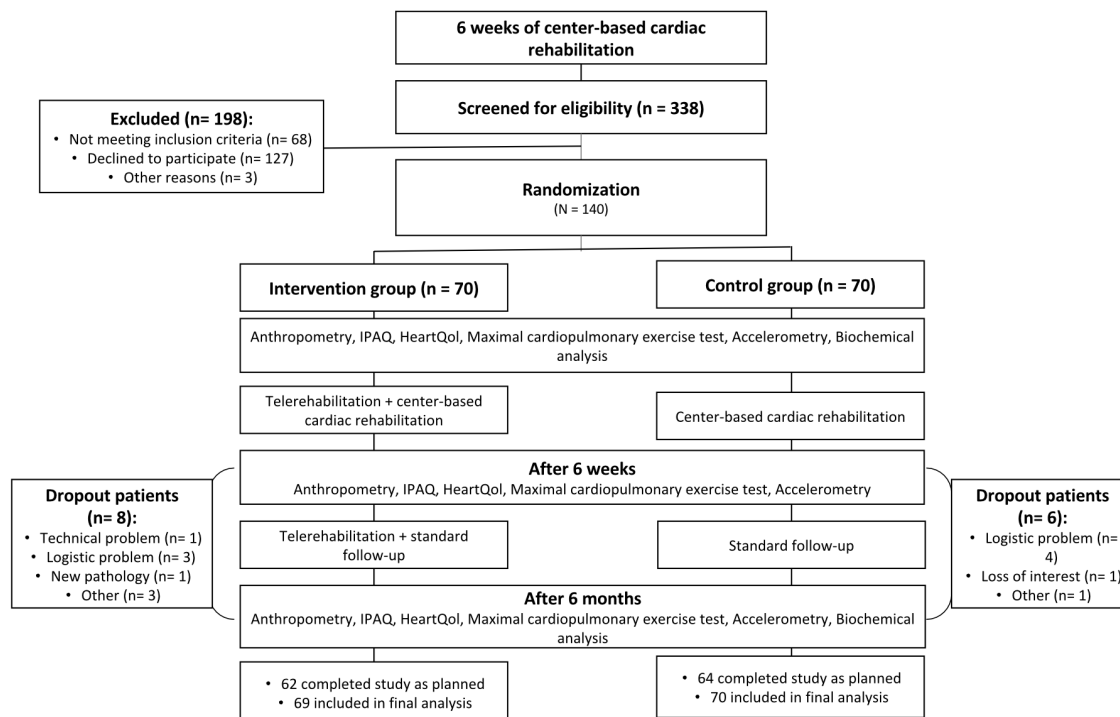 6 weeks of center-based cardiac
rehabilitation
Screened for eligibility (n = 338)
Excluded (n= 198):
• Not meeting inclusion criteria (n= 68)
• Declined to participate (n= 127)
• Other reasons (n= 3)
Randomization
(N = 140)
Intervention group (n = 70)
Control group (n = 70)
Anthropometry, IPAQ, HeartQol, Maximal cardiopulmonary exercise test, Accelerometry, Biochemical
analysis
Telerehabilitation + center-based
cardiac rehabilitation
Center-based cardiac rehabilitation
After 6 weeks
Anthropometry, IPAQ, HeartQol, Maximal cardiopulmonary exercise test, Accelerometry
Dropout patients
(n= 8):
• Technical problem (n= 1)
• Logistic problem (n= 3)
• New pathology (n= 1)
• Other (n= 3)
Dropout patients
(n= 6):
• Logistic problem (n=
4)
• Loss of interest (n= 1)
• Other (n= 1)
Telerehabilitation + standard
follow-up
Standard follow-up
After 6 months
Anthropometry, IPAQ, HeartQol, Maximal cardiopulmonary exercise test, Accelerometry, Biochemical
analysis
• 62 completed study as planned
• 69 included in final analysis
• 64 completed study as planned
• 70 included in final analysis